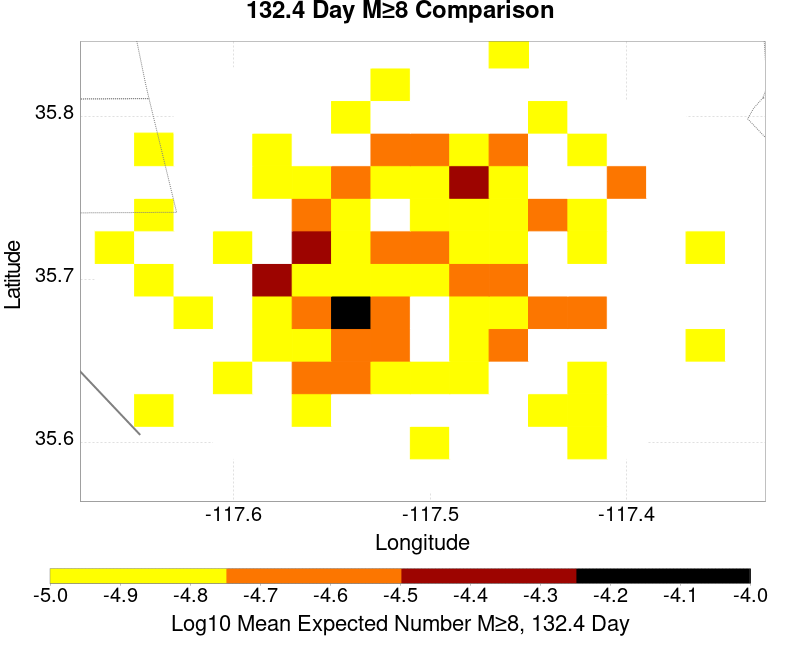 132.4 Day M≥8 Comparison
35.8
35.7
35.6
Latitude
-117.6 -117.5 -117.4
Longitude
-5.0 -4.9 -4.8 -4.7 -4.6 -4.5 -4.4 -4.3 -4.2 -4.1 -4.0
Log10 Mean Expected Number M≥8, 132.4 Day